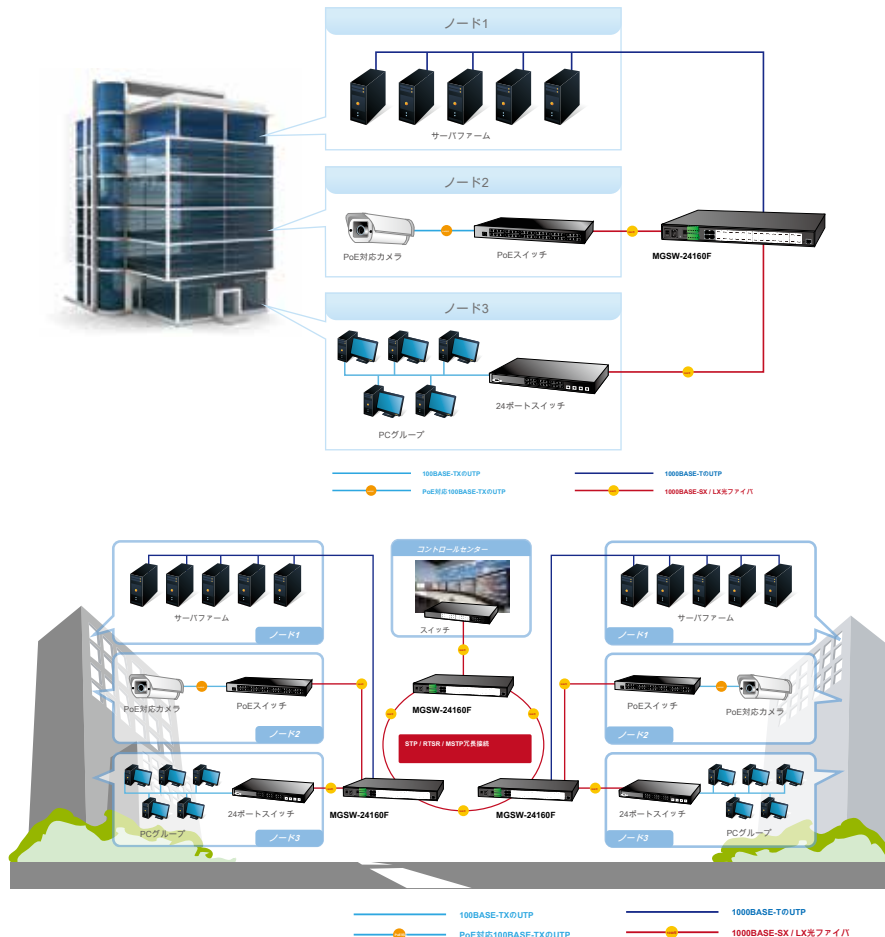 ノード1
サーバファーム
ノード2
PoE対応カメラ
PoEスイッチ
MGSW-24160F
ノード3
PCグループ
24ポートスイッチ
100BASE-TXのUTP
1000BASE-TのUTP
PoE対応100BASE-TXのUTP
1000BASE-SX / LX光ファイバ
コントロールセンター
スイッチ
サーバファーム
ノード1
サーバファーム
ノード1
PoE対応カメラ
PoEスイッチ
ノード2
MGSW-24160F
PoEスイッチ
PoE対応カメラ
ノード2
STP / RTSR / MSTP冗長接続
PCグループ
24ポートスイッチ
ノード3
MGSW-24160F
MGSW-24160F
24ポートスイッチ
PCグループ
ノード3
100BASE-TXのUTP
1000BASE-TのUTP
PoE対応100BASE-TXのUTP
1000BASE-SX / LX光ファイバ